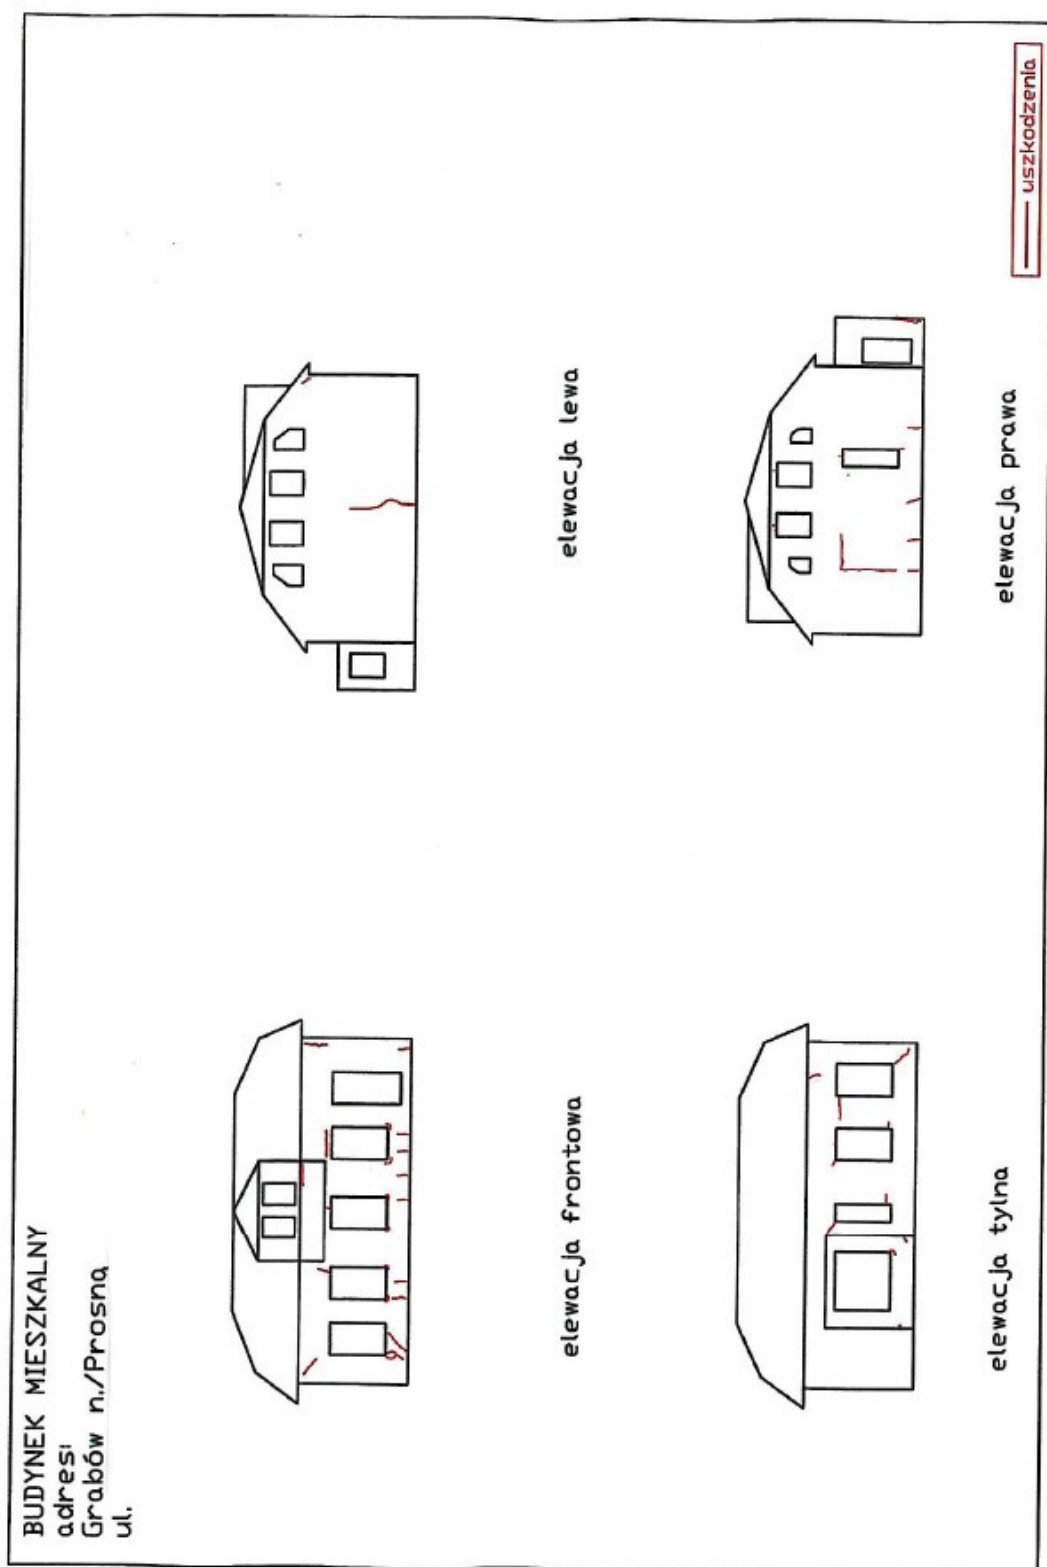 BUDYNEK MIESZKALNY
adres:
Grabów n./Prosną
ul.
elewacja frontowa
elewacja lewa
elewacja tylna
elewacja prawa
uszkodzenia